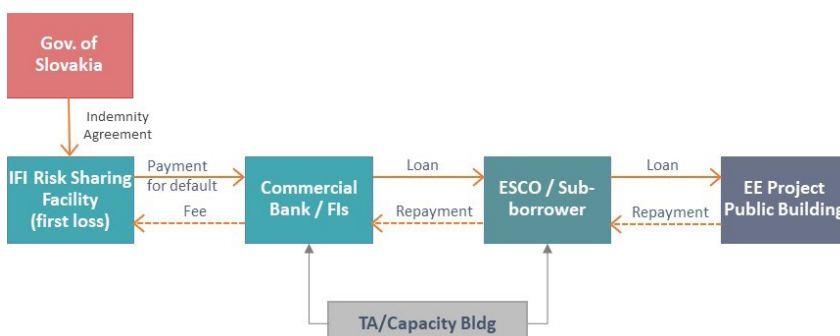 Gov. of
Slovakia
Indemnity
Agreement
IFI Risk Sharing
Facility
(first loss)
Payment
for default
Fee
Commercial
Bank / FIs
Loan
Repayment
ESCO / Sub-
borrower
Loan
Repayment
EE Project
Public Building
TA/Capacity Bldg